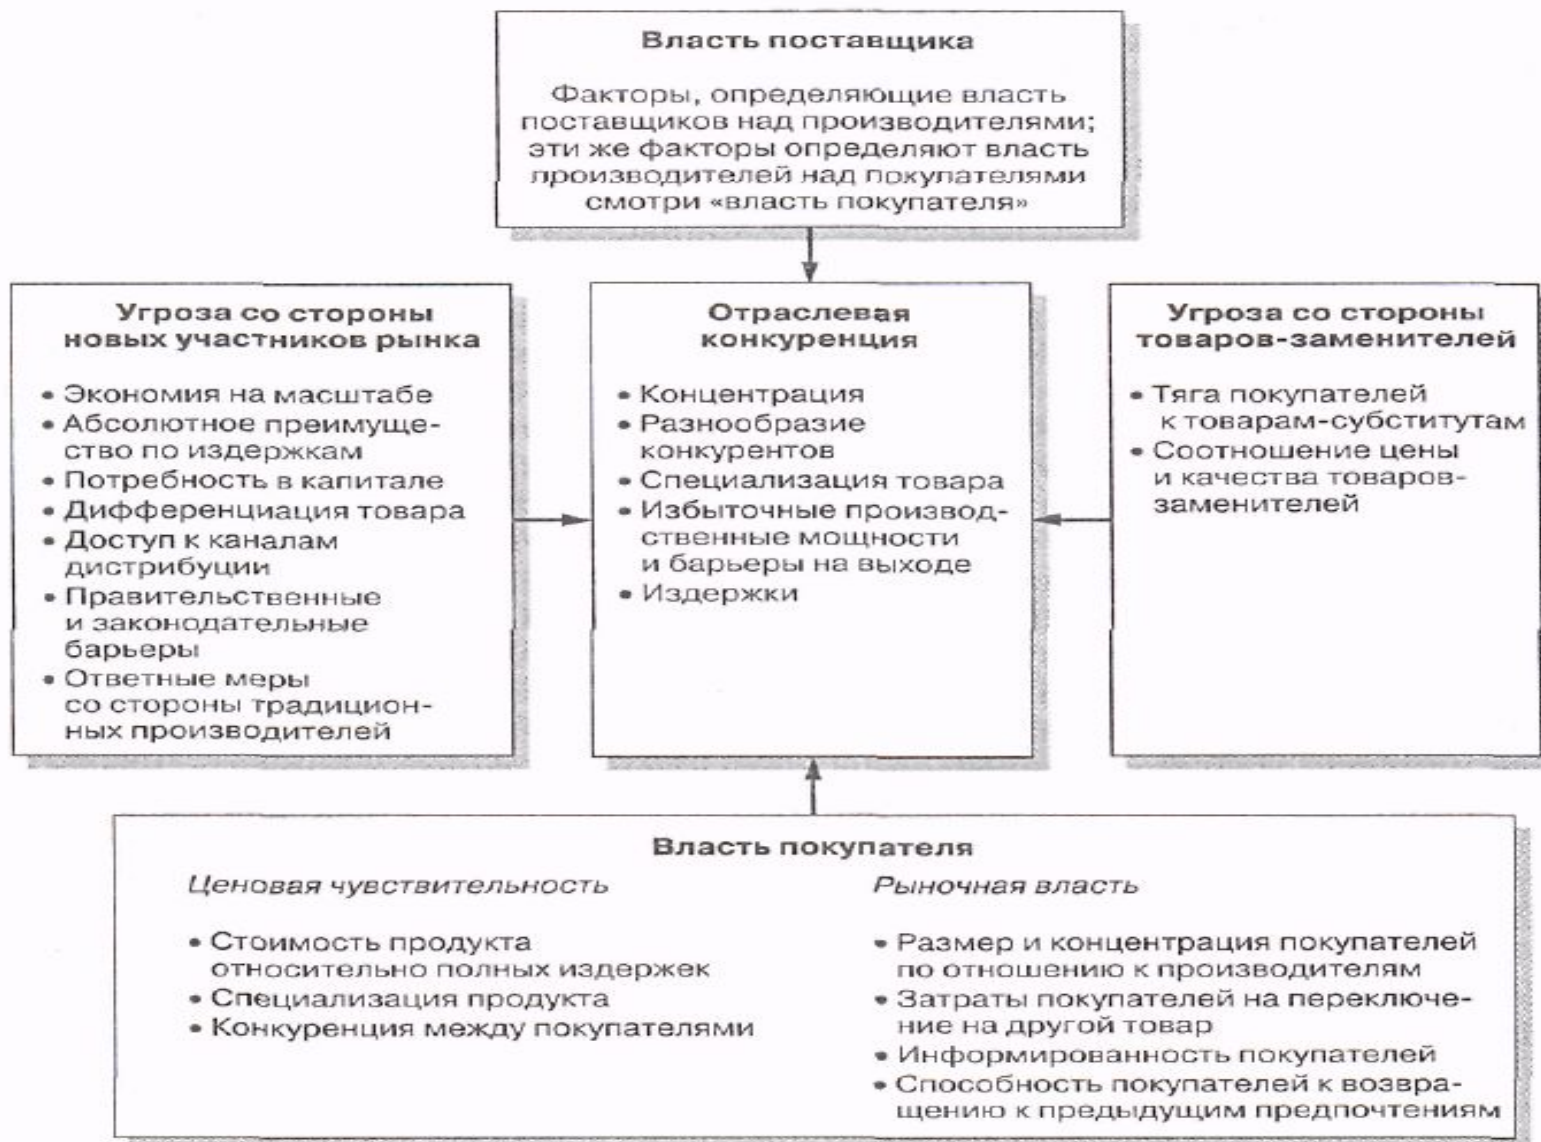 Власть поставщика
Факторы, определяющие власть
поставщиков над производителями;
эти же факторы определяют власть
производителей над покупателями
смотри «власть покупателя»
Угроза со стороны
новых участников рынка
• Экономия на масштабе
• Абсолютное преимуще-
ство по издержкам
• Потребность в капитале
• Дифференциация товара
• Доступ к каналам
дистрибуции
• Правительственные
и законодательные
барьеры
• Ответные меры
со стороны традицион-
ных производителей
Отраслевая
конкуренция
• Концентрация
• Разнообразие
конкурентов
• Специализация товара
• Избыточные производ-
ственные мощности
и барьеры на выходе
• Издержки
Угроза со стороны
товаров-заменителей
• Тяга покупателей
к товарам-субститутам
• Соотношение цены
и качества товаров-
заменителей
Власть покупателя
Ценовая чувствительность
• Стоимость продукта
относительно полных издержек
• Специализация продукта
• Конкуренция между покупателями
Рыночная власть
• Размер и концентрация покупателей
по отношению к производителям
• Затраты покупателей на переключе-
ние на другой товар
• Информированность покупателей
• Способность покупателей к возвра-
щению к предыдущим предпочтениям